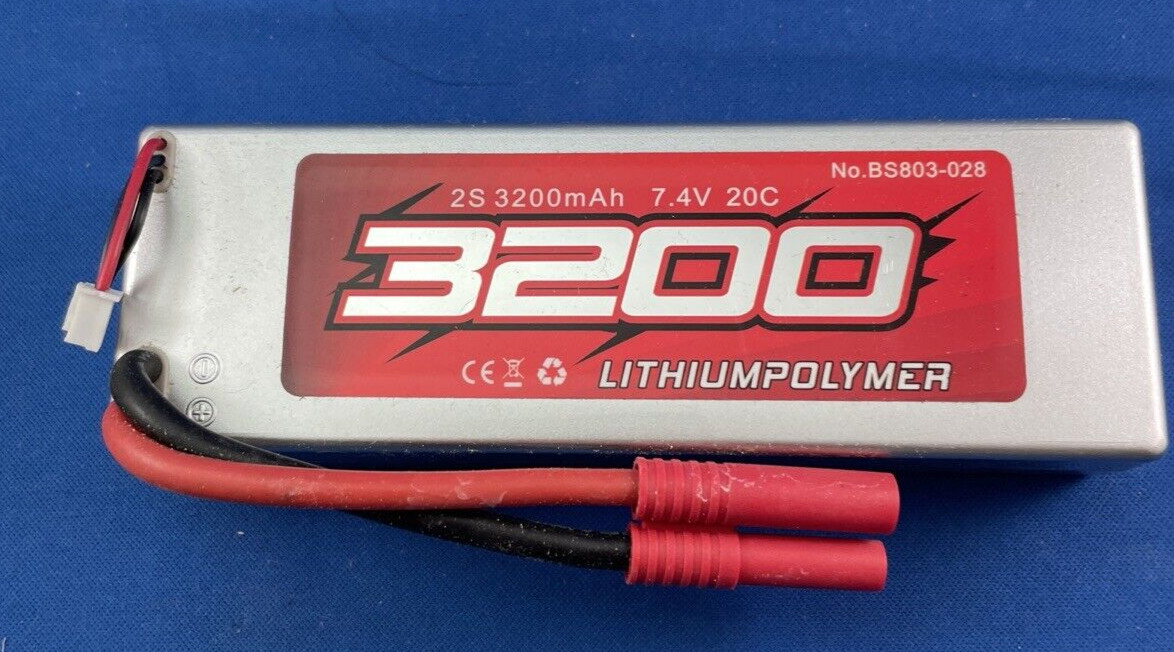 No.BS803-028
2S 3200mAh 7.4V 20C
3200
CE
LITHIUMPOLYMER